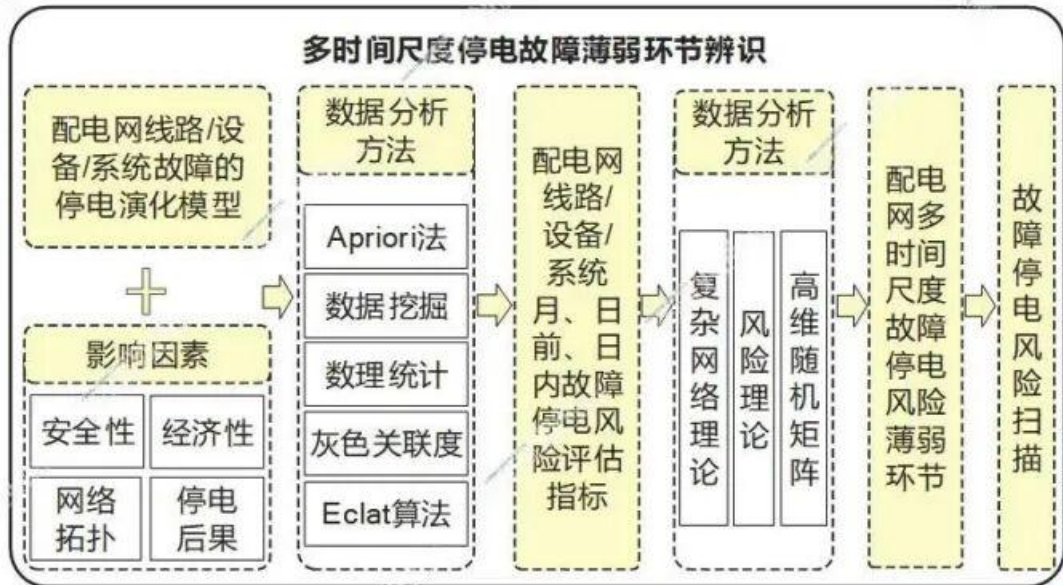 多时间尺度停电故障薄弱环节辨识
配电网线路/设
备/系统故障的
停电演化模型
影响因素
安全性
经济性
网络
拓扑
停电
后果
数据分析
方法
Apriori法
数据挖掘
数理统计
灰色关联度
Eclat算法
配电网
线路/
设备/
系统
月、日
前、日
内故障
停电风
险评估
指标
数据分析
方法
复杂网络理论
风险理论
高维随机矩阵
配电
网多
时间
尺度
故障
停电
风险
薄弱
环节
故障停电风险扫描